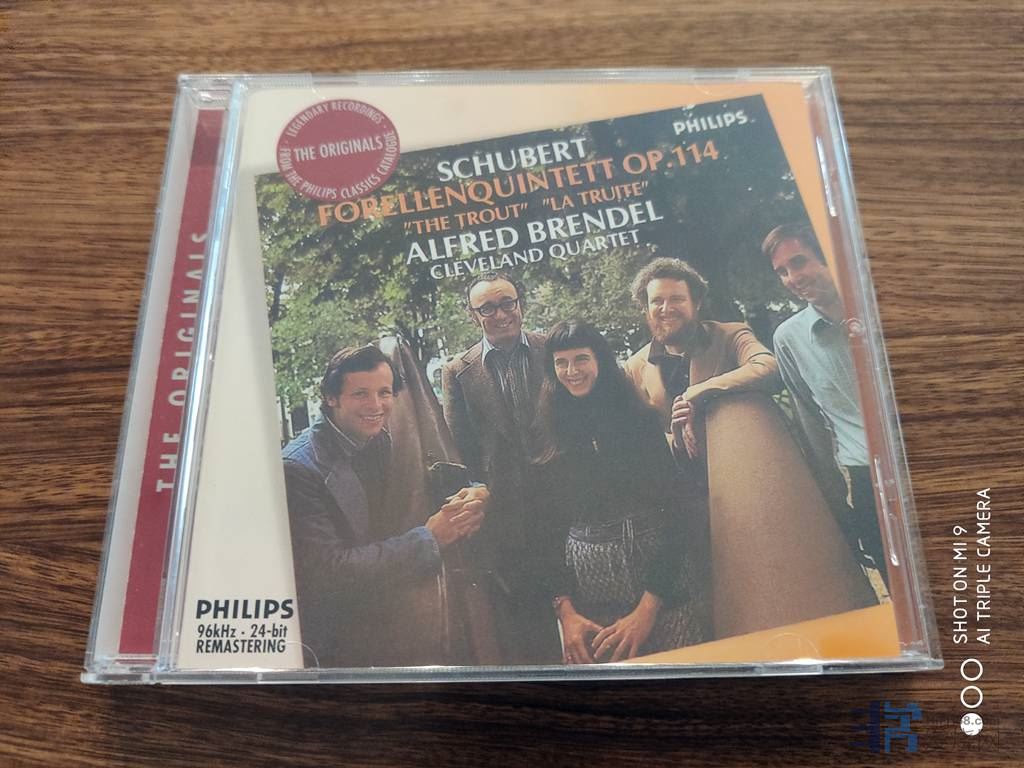 LEGENDARY RECORDINGS
THE ORIGINALS
FROM THE PHILIPS CLASSICS CATALOGUE
PHILIPS
SCHUBERT
FORELLENQUINTETT OP.114
"THE TROUT" "LA TRUITE"
ALFRED BRENDEL
CLEVELAND QUARTET
THE ORIGINALS
PHILIPS
96kHz · 24-bit
REMASTERING
SHOT ON MI 9
AI TRIPLE CAMERA